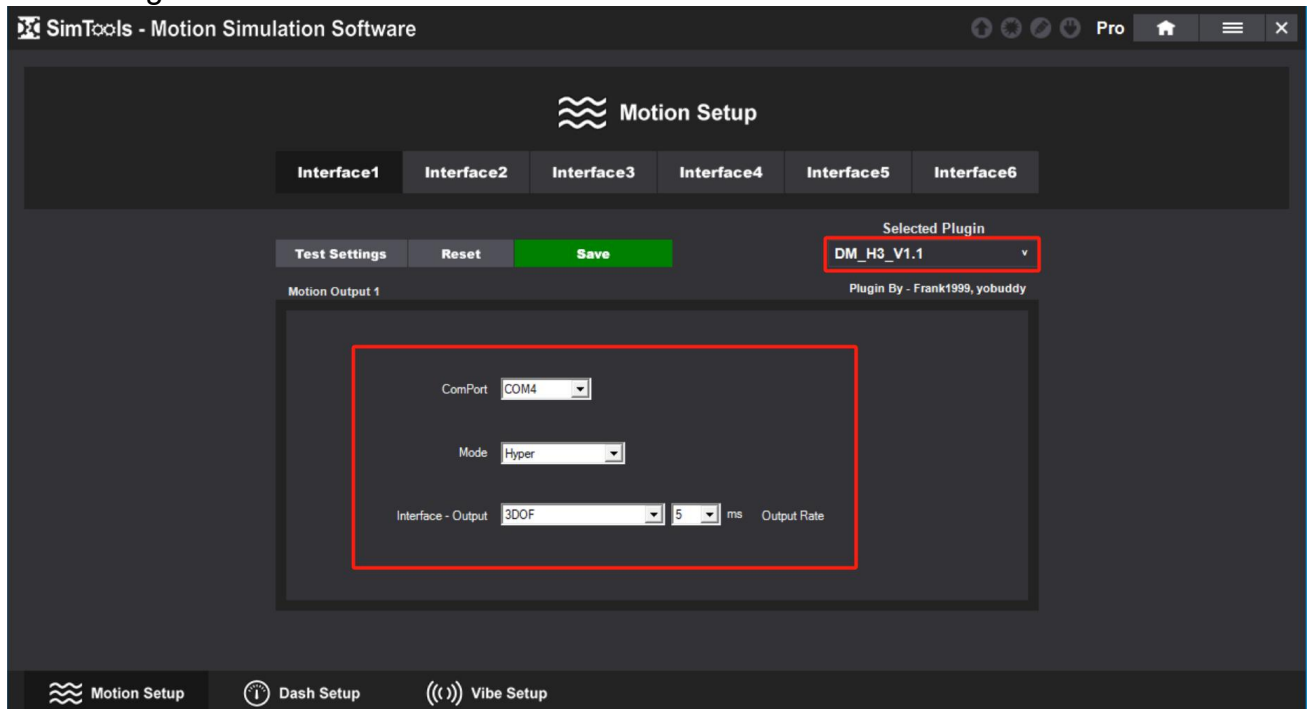 SimTools - Motion Simulation Software
Pro
Motion Setup
Interface1 Interface2 Interface3 Interface4 Interface5 Interface6
Selected Plugin
Test Settings Reset Save DM_H3_V1.1
Motion Output 1 Plugin By - Frank1999, yobuddy
ComPort COM4
Mode Hyper
Interface - Output 3DOF 5 ms Output Rate
Motion Setup Dash Setup Vibe Setup